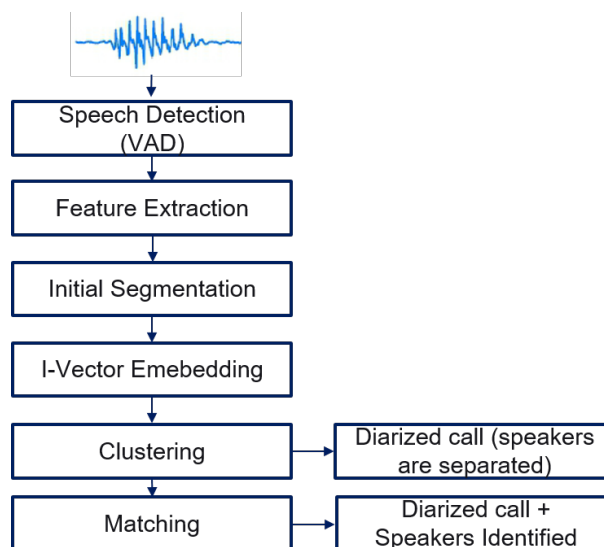 Speech Detection
(VAD)
Feature Extraction
Initial Segmentation
I-Vector Emebedding
Clustering
Diarized call (speakers
are separated)
Matching
Diarized call +
Speakers Identified